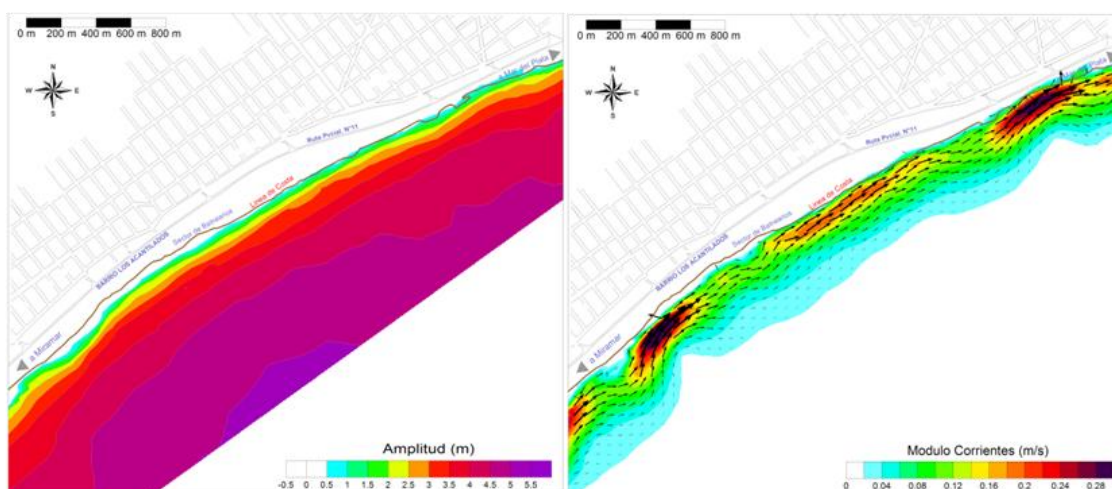 0 m 200 m 400 m 600 m 800 m
N
W E
S
a Mar del Plata
Ruta Pccial. N°11
Línea de Costa
Sector de Balnearios
BARRIO LOS ACANTILADOS
a Miramar
Amplitud (m)
-0.5 0 0.5 1 1.5 2 2.5 3 3.5 4 4.5 5 5.5
0 m 200 m 400 m 600 m 800 m
N
W E
S
Ruta Pccial. N°11
Línea de Costa
Sector de Balnearios
BARRIO LOS ACANTILADOS
a Miramar
Modulo Corrientes (m/s)
0 0.04 0.08 0.12 0.16 0.2 0.24 0.28